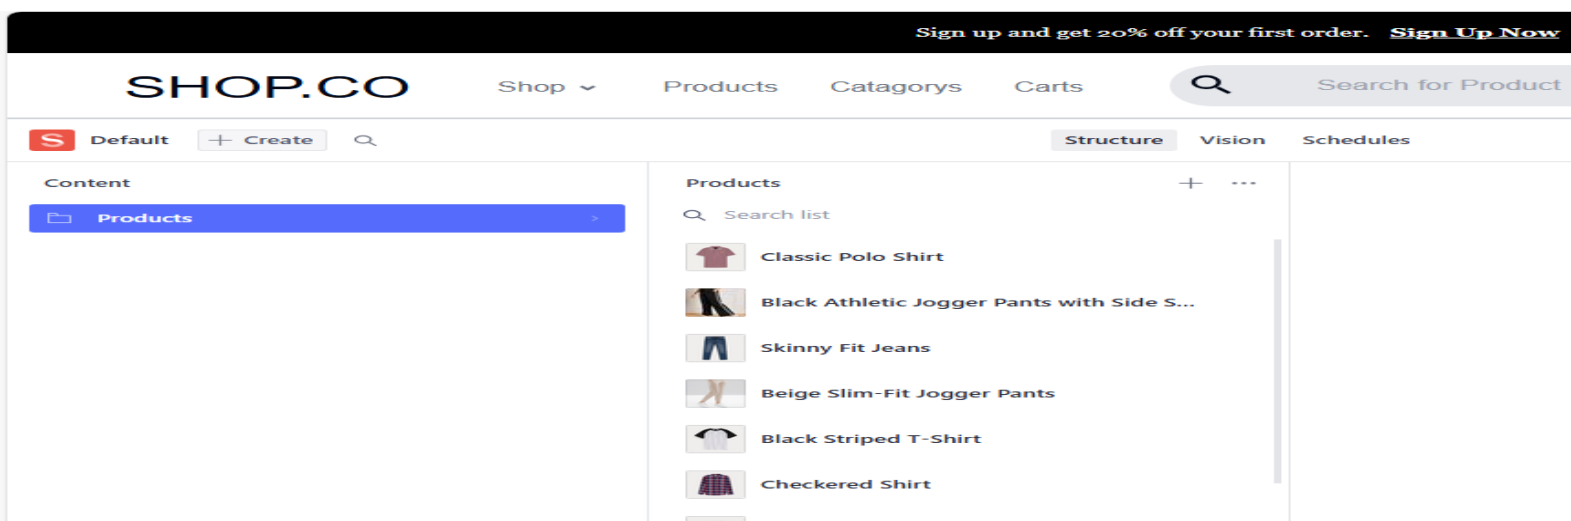 Sign up and get 20% off your first order. Sign Up Now
SHOP.CO Shop Products Catagorys Carts Search for Product
S Default + Create Structure Vision Schedules
Content
Products
Products
Search list
Classic Polo Shirt
Black Athletic Jogger Pants with Side S...
Skinny Fit Jeans
Beige Slim-Fit Jogger Pants
Black Striped T-Shirt
Checkered Shirt